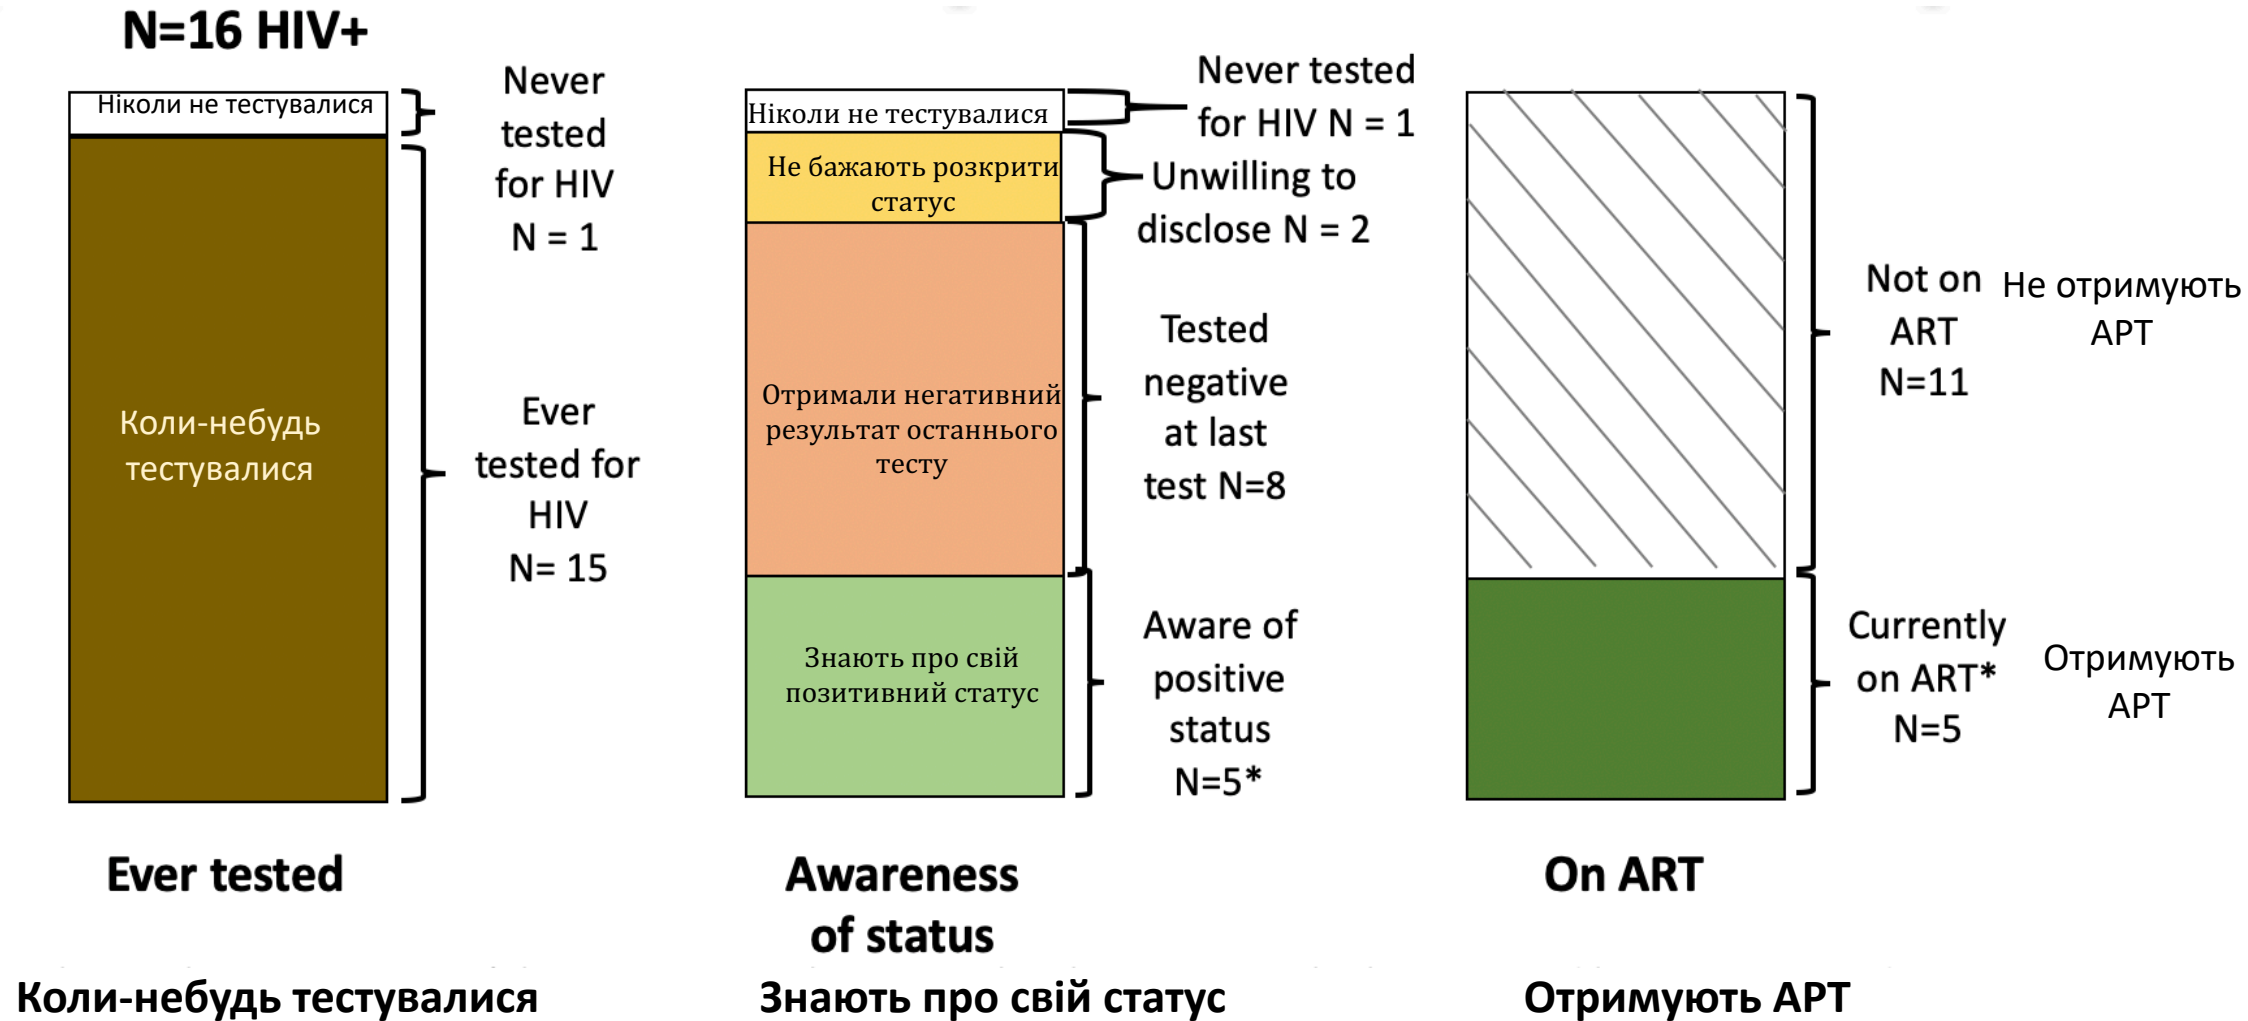 N=16 HIV+
Ніколи не тестувалися
Never
tested
for HIV
N = 1
Коли-небудь
тестувалися
Ever
tested for
HIV
N= 15
Ever tested
Коли-небудь тестувалися
Ніколи не тестувалися
Never tested
for HIV N = 1
Не бажають розкрити
статус
Unwilling to
disclose N = 2
Отримали негативний
результат останнього
тесту
Tested
negative
at last
test N=8
Знають про свій
позитивний статус
Aware of
positive
status
N=5*
Awareness
of status
Знають про свій статус
Not on
ART
N=11
Не отримують
АРТ
Currently
on ART*
N=5
Отримують
АРТ
On ART
Отримують АРТ